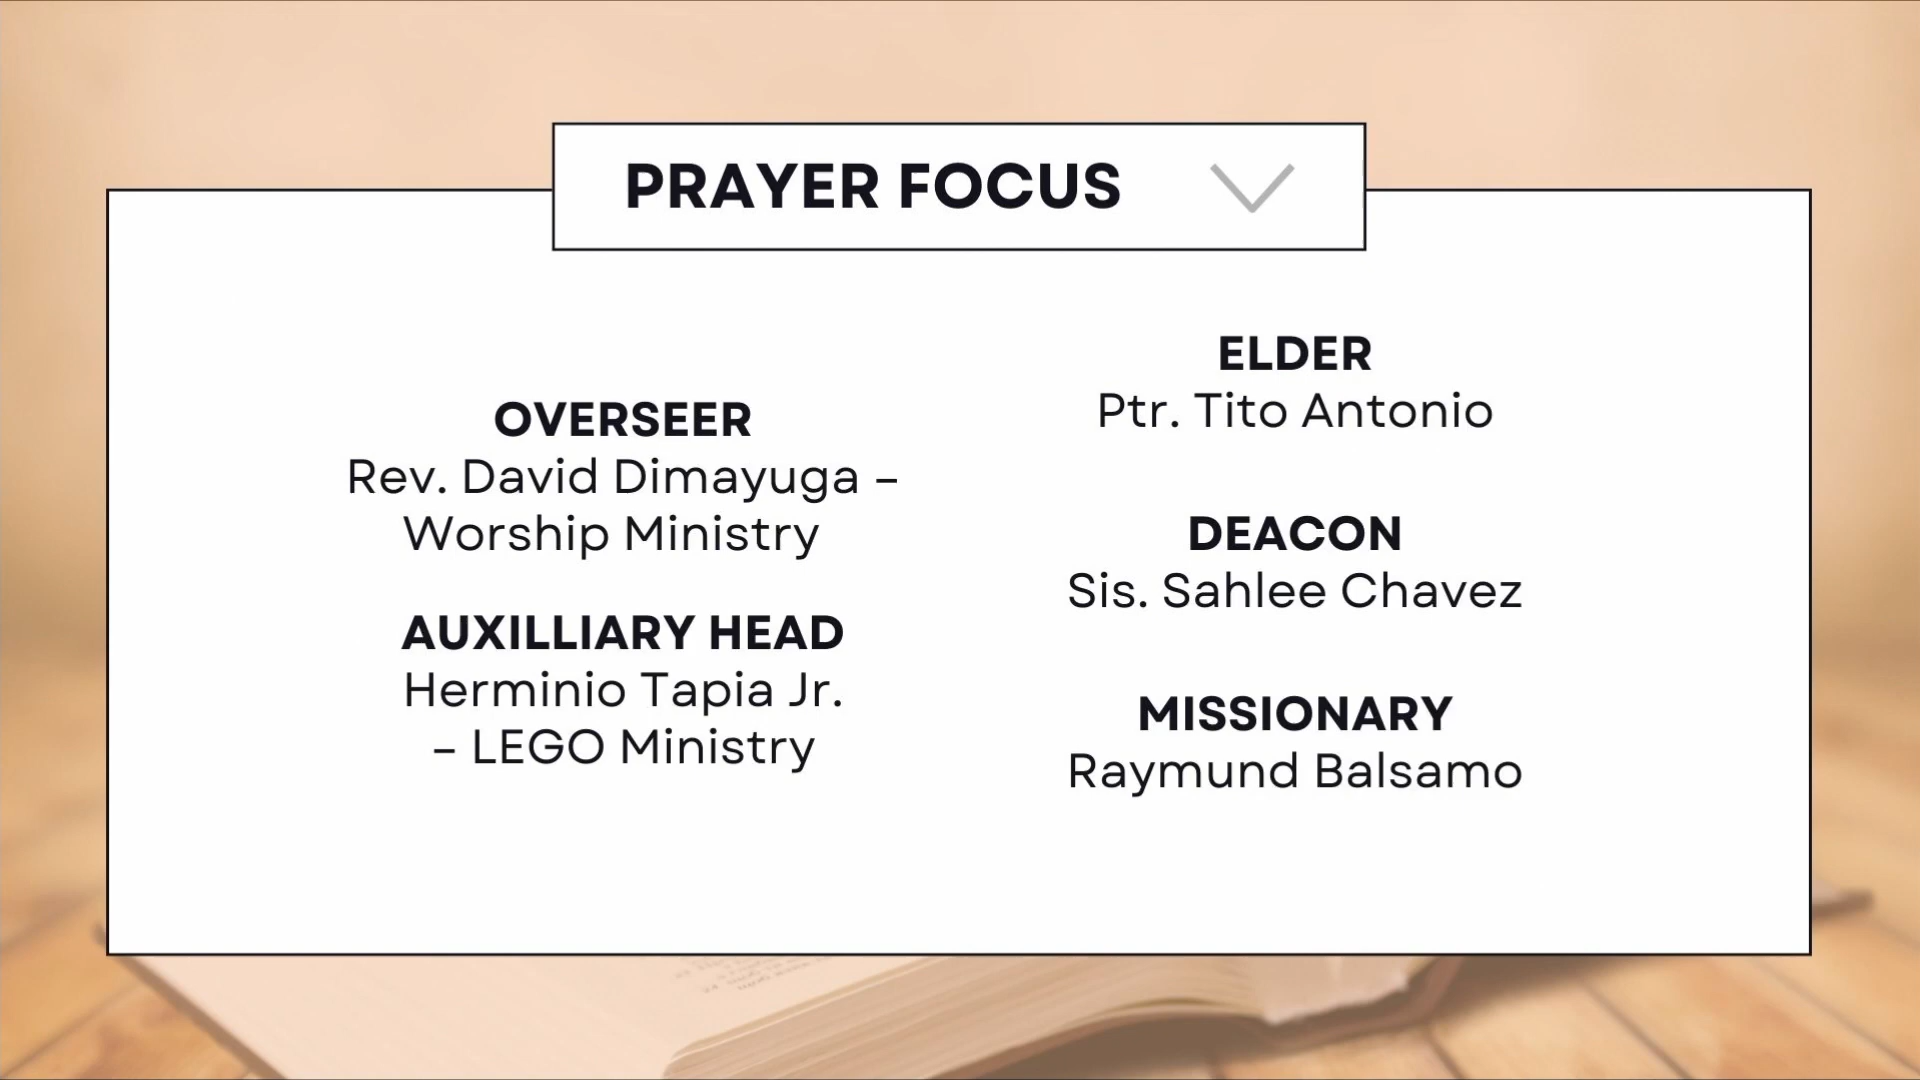 PRAYER FOCUS
OVERSEER
Rev. David Dimayuga –
Worship Ministry
AUXILLIARY HEAD
Herminio Tapia Jr.
– LEGO Ministry
ELDER
Ptr. Tito Antonio
DEACON
Sis. Sahlee Chavez
MISSIONARY
Raymund Balsamo